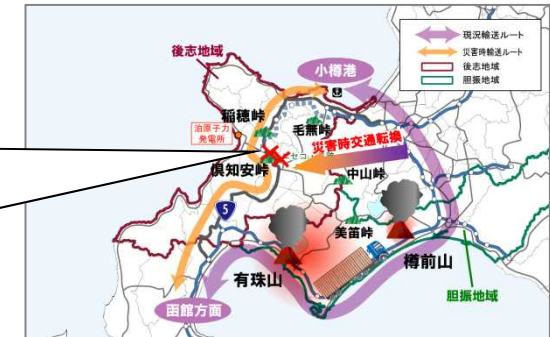 現況輸送ルート
災害時輸送ルート
後志地域
胆振地域
後志地域
小樽港
稲穂峠
毛無峠
泊原子力
発電所
災害時交通転換
セコ
倶知安峠
中山峠
5
美笛峠
有珠山
樽前山
胆振地域
函館方面